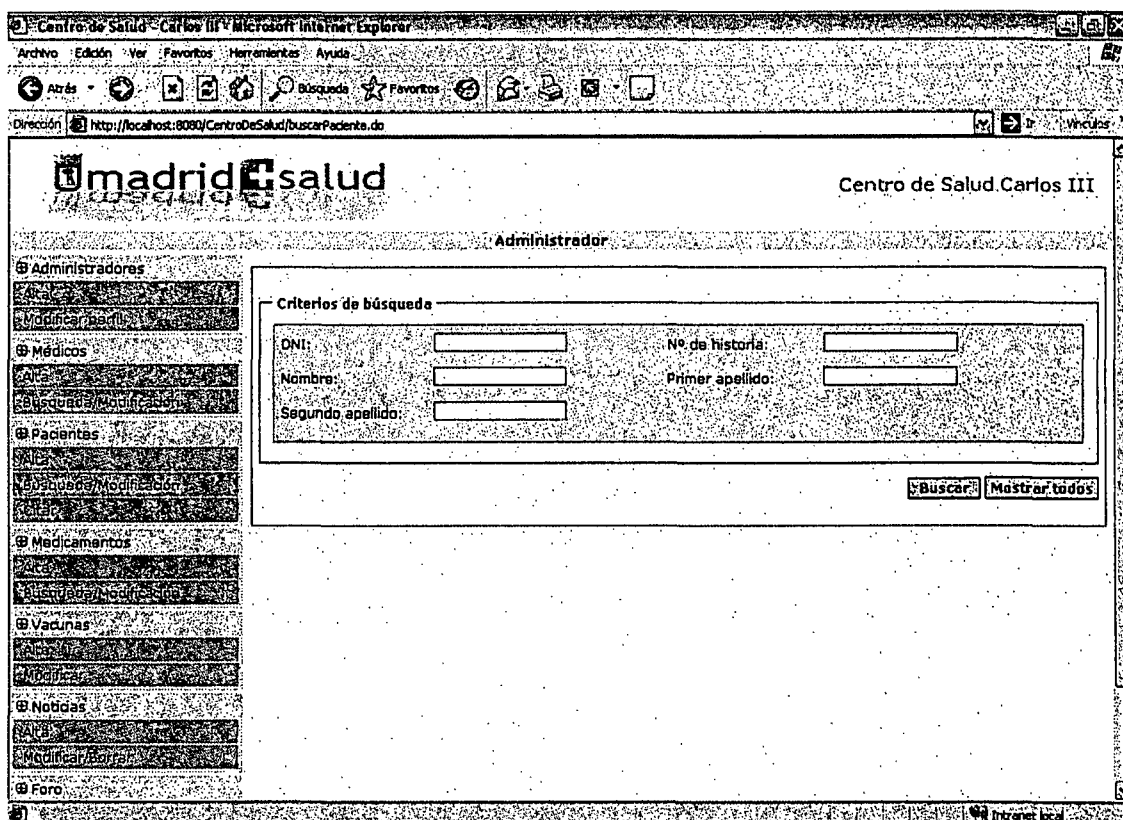 Centro de Salud - Carlos III - Microsoft Internet Explorer
Archivo Edición Ver Favoritos Herramientas Ayuda
Atrás Búsqueda Favoritos
Dirección http://localhost:8080/CentroDeSalud/buscarPaciente.do Ir Vínculos
madrid salud
Centro de Salud Carlos III
Administrador
Administradores
Alta
Modificar perfil
Médicos
Alta
Búsqueda/Modificación
Pacientes
Alta
Búsqueda/Modificación
Citar
Medicamentos
Alta
Búsqueda/Modificación
Vacunas
Alta
Modificar
Noticias
Alta
Modificar/Borrar
Foro
Criterios de búsqueda
DNI: Nº de historia:
Nombre: Primer apellido:
Segundo apellido:
Buscar Mostrar todos
Intranet local